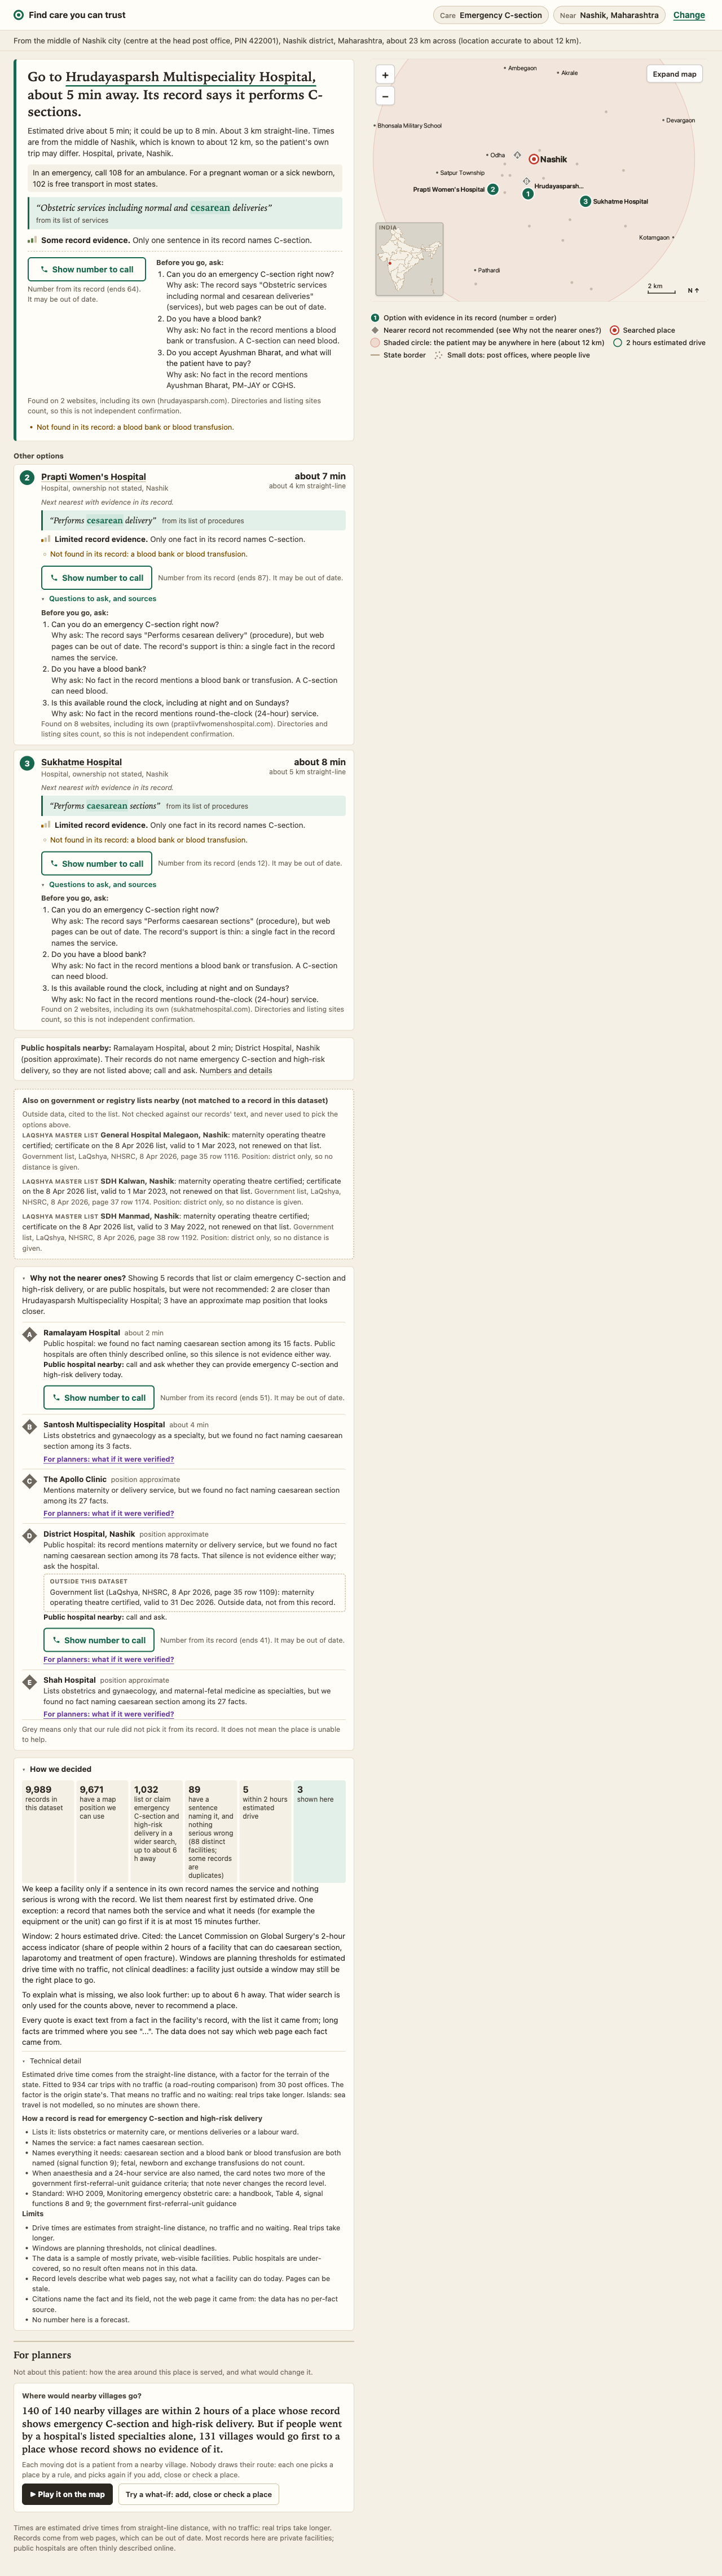 Find care you can trust
Care Emergency C-section
Near Nashik, Maharashtra
Change
From the middle of Nashik city (centre at the head post office, PIN 422001), Nashik district, Maharashtra, about 23 km across (location accurate to about 12 km).
Go to Hrudayasparsh Multispeciality Hospital,
about 5 min away. Its record says it performs C-
sections.
Estimated drive about 5 min; it could be up to 8 min. About 3 km straight-line. Times
are from the middle of Nashik, which is known to about 12 km, so the patient's own
trip may differ. Hospital, private, Nashik.
In an emergency, call 108 for an ambulance. For a pregnant woman or a sick newborn,
102 is free transport in most states.
“Obstetric services including normal and cesarean deliveries”
from its list of services
Some record evidence. Only one sentence in its record names C-section.
Show number to call
Number from its record (ends 64).
It may be out of date.
Before you go, ask:
1. Can you do an emergency C-section right now?
Why ask: The record says "Obstetric services
including normal and cesarean deliveries"
(services), but web pages can be out of date.
2. Do you have a blood bank?
Why ask: No fact in the record mentions a blood
bank or transfusion. A C-section can need blood.
3. Do you accept Ayushman Bharat, and what will
the patient have to pay?
Why ask: No fact in the record mentions
Ayushman Bharat, PM-JAY or CGHS.
Found on 2 websites, including its own (hrudayasparsh.com). Directories and listing sites
count, so this is not independent confirmation.
• Not found in its record: a blood bank or blood transfusion.
Other options
2 Prapti Women's Hospital about 7 min
Hospital, ownership not stated, Nashik about 4 km straight-line
Next nearest with evidence in its record.
“Performs cesarean delivery” from its list of procedures
Limited record evidence. Only one fact in its record names C-section.
Not found in its record: a blood bank or blood transfusion.
Show number to call Number from its record (ends 87). It may be out of date.
Questions to ask, and sources
Before you go, ask:
1. Can you do an emergency C-section right now?
Why ask: The record says "Performs cesarean delivery" (procedure), but web
pages can be out of date. The record's support is thin: a single fact in the record
names the service.
2. Do you have a blood bank?
Why ask: No fact in the record mentions a blood bank or transfusion. A C-section
can need blood.
3. Is this available round the clock, including at night and on Sundays?
Why ask: No fact in the record mentions round-the-clock (24-hour) service.
Found on 8 websites, including its own (praptiivfwomenshospital.com). Directories and
listing sites count, so this is not independent confirmation.
3 Sukhatme Hospital about 8 min
Hospital, ownership not stated, Nashik about 5 km straight-line
Next nearest with evidence in its record.
“Performs caesarean sections” from its list of procedures
Limited record evidence. Only one fact in its record names C-section.
Not found in its record: a blood bank or blood transfusion.
Show number to call Number from its record (ends 12). It may be out of date.
Questions to ask, and sources
Before you go, ask:
1. Can you do an emergency C-section right now?
Why ask: The record says "Performs caesarean sections" (procedure), but web
pages can be out of date. The record's support is thin: a single fact in the record
names the service.
2. Do you have a blood bank?
Why ask: No fact in the record mentions a blood bank or transfusion. A C-section
can need blood.
3. Is this available round the clock, including at night and on Sundays?
Why ask: No fact in the record mentions round-the-clock (24-hour) service.
Found on 2 websites, including its own (sukhatmehospital.com). Directories and listing sites
count, so this is not independent confirmation.
Public hospitals nearby: Ramalayam Hospital, about 2 min; District Hospital, Nashik
(position approximate). Their records do not name emergency C-section and high-risk
delivery, so they are not listed above; call and ask. Numbers and details
Also on government or registry lists nearby (not matched to a record in this dataset)
Outside data, cited to the list. Not checked against our records' text, and never used to pick the
options above.
LAQSHYA MASTER LIST General Hospital Malegaon, Nashik: maternity operating theatre
certified; certificate on the 8 Apr 2026 list, valid to 1 Mar 2023, not renewed on that list.
Government list, LaQshya, NHSRC, 8 Apr 2026, page 35 row 1116. Position: district only, so no
distance is given.
LAQSHYA MASTER LIST SDH Kalwan, Nashik: maternity operating theatre certified; certificate
on the 8 Apr 2026 list, valid to 1 Mar 2023, not renewed on that list. Government list, LaQshya,
NHSRC, 8 Apr 2026, page 37 row 1174. Position: district only, so no distance is given.
LAQSHYA MASTER LIST SDH Manmad, Nashik: maternity operating theatre certified;
certificate on the 8 Apr 2026 list, valid to 3 May 2022, not renewed on that list. Government
list, LaQshya, NHSRC, 8 Apr 2026, page 38 row 1192. Position: district only, so no distance is
given.
Why not the nearer ones? Showing 5 records that list or claim emergency C-section and
high-risk delivery, or are public hospitals, but were not recommended: 2 are closer than
Hrudayasparsh Multispeciality Hospital; 3 have an approximate map position that looks
closer.
A Ramalayam Hospital about 2 min
Public hospital: we found no fact naming caesarean section among its 15 facts. Public
hospitals are often thinly described online, so this silence is not evidence either way.
Public hospital nearby: call and ask whether they can provide emergency C-section and
high-risk delivery today.
Show number to call Number from its record (ends 51). It may be out of date.
B Santosh Multispeciality Hospital about 4 min
Lists obstetrics and gynaecology as a specialty, but we found no fact naming caesarean
section among its 3 facts.
For planners: what if it were verified?
C The Apollo Clinic position approximate
Mentions maternity or delivery service, but we found no fact naming caesarean section
among its 27 facts.
For planners: what if it were verified?
D District Hospital, Nashik position approximate
Public hospital: its record mentions maternity or delivery service, but we found no fact
naming caesarean section among its 78 facts. That silence is not evidence either way;
ask the hospital.
OUTSIDE THIS DATASET
Government list (LaQshya, NHSRC, 8 Apr 2026, page 35 row 1109): maternity
operating theatre certified, valid to 31 Dec 2026. Outside data, not from this record.
Public hospital nearby: call and ask.
Show number to call Number from its record (ends 41). It may be out of date.
For planners: what if it were verified?
E Shah Hospital position approximate
Lists obstetrics and gynaecology, and maternal-fetal medicine as specialties, but we
found no fact naming caesarean section among its 27 facts.
For planners: what if it were verified?
Grey means only that our rule did not pick it from its record. It does not mean the place is unable
to help.
How we decided
9,989
records in
this dataset
9,671
have a map
position we
can use
1,032
list or claim
emergency
C-section and
high-risk
delivery in a
wider search,
up to about 6
h away
89
have a
sentence
naming it, and
nothing
serious wrong
(88 distinct
facilities;
some records
are
duplicates)
5
within 2 hours
estimated
drive
3
shown here
We keep a facility only if a sentence in its own record names the service and nothing
serious is wrong with the record. We list them nearest first by estimated drive. One
exception: a record that names both the service and what it needs (for example the
equipment or the unit) can go first if it is at most 15 minutes further.
Window: 2 hours estimated drive. Cited: the Lancet Commission on Global Surgery's 2-hour
access indicator (share of people within 2 hours of a facility that can do caesarean section,
laparotomy and treatment of open fracture). Windows are planning thresholds for estimated
drive time with no traffic, not clinical deadlines: a facility just outside a window may still be
the right place to go.
To explain what is missing, we also look further: up to about 6 h away. That wider search is
only used for the counts above, never to recommend a place.
Every quote is exact text from a fact in the facility's record, with the list it came from; long
facts are trimmed where you see "...". The data does not say which web page each fact
came from.
Technical detail
Estimated drive time comes from the straight-line distance, with a factor for the terrain of the
state. Fitted to 934 car trips with no traffic (a road-routing comparison) from 30 post offices. The
factor is the origin state's. That means no traffic and no waiting: real trips take longer. Islands: sea
travel is not modelled, so no minutes are shown there.
How a record is read for emergency C-section and high-risk delivery
• Lists it: lists obstetrics or maternity care, or mentions deliveries or a labour ward.
• Names the service: a fact names caesarean section.
• Names everything it needs: caesarean section and a blood bank or blood transfusion are both
named (signal function 9); fetal, newborn and exchange transfusions do not count.
• When anaesthesia and a 24-hour service are also named, the card notes two more of the
government first-referral-unit guidance criteria; that note never changes the record level.
• Standard: WHO 2009, Monitoring emergency obstetric care: a handbook, Table 4, signal
functions 8 and 9; the government first-referral-unit guidance
Limits
• Drive times are estimates from straight-line distance, no traffic and no waiting. Real trips take
longer.
• Windows are planning thresholds, not clinical deadlines.
• The data is a sample of mostly private, web-visible facilities. Public hospitals are under-
covered, so no result often means not in this data.
• Record levels describe what web pages say, not what a facility can do today. Pages can be
stale.
• Citations name the fact and its field, not the web page it came from: the data has no per-fact
source.
• No number here is a forecast.
For planners
Not about this patient: how the area around this place is served, and what would change it.
Where would nearby villages go?
140 of 140 nearby villages are within 2 hours of a place whose record
shows emergency C-section and high-risk delivery. But if people went
by a hospital's listed specialties alone, 131 villages would go first to a
place whose record shows no evidence of it.
Each moving dot is a patient from a nearby village. Nobody draws their route: each one picks a
place by a rule, and picks again if you add, close or check a place.
Play it on the map
Try a what-if: add, close or check a place
Times are estimated drive times from straight-line distance, with no traffic: real trips take longer.
Records come from web pages, which can be out of date. Most records here are private facilities;
public hospitals are often thinly described online.
+
−
Expand map
Ambegaon
Akrale
Devargaon
Bhonsala Military School
Odha
Nashik
Satpur Township
Prapti Women's Hospital 2
Hrudayasparsh...
1
3 Sukhatme Hospital
INDIA
Kotamgaon
Pathardi
2 km
N ↑
1 Option with evidence in its record (number = order)
Nearer record not recommended (see Why not the nearer ones?)
Searched place
Shaded circle: the patient may be anywhere in here (about 12 km)
2 hours estimated drive
State border
Small dots: post offices, where people live